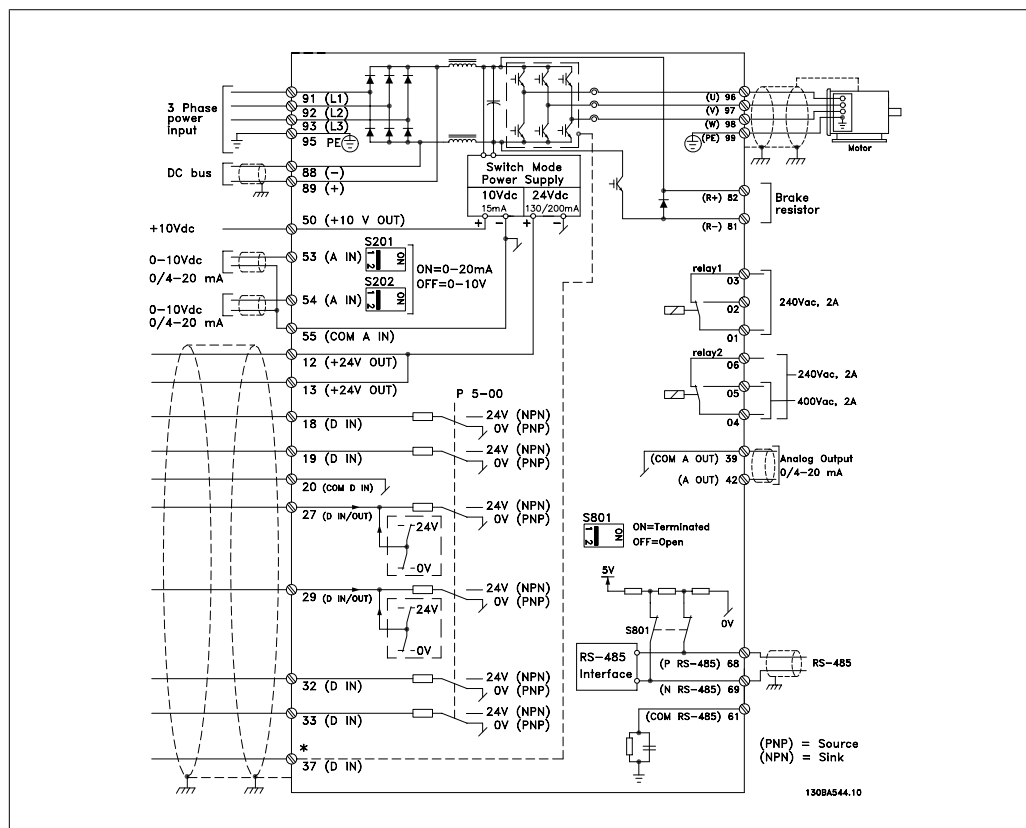 3 Phase
power
input
91 (L1)
92 (L2)
93 (L3)
95 PE
DC bus
88 (-)
89 (+)
Switch Mode
Power Supply
10Vdc
15mA
24Vdc
130/200mA
+ - + -
(U) 96
(V) 97
(W) 98
(PE) 99
Motor
(R+) 82
(R-) 81
Brake
resistor
+10Vdc
50 (+10 V OUT)
0-10Vdc
0/4-20 mA
53 (A IN)
S201
1 2
ON
ON=0-20mA
OFF=0-10V
S202
1 2
ON
0-10Vdc
0/4-20 mA
54 (A IN)
55 (COM A IN)
12 (+24V OUT)
13 (+24V OUT)
P 5-00
18 (D IN)
24V (NPN)
0V (PNP)
19 (D IN)
24V (NPN)
0V (PNP)
20 (COM D IN)
27 (D IN/OUT)
24V (NPN)
0V (PNP)
24V
0V
29 (D IN/OUT)
24V (NPN)
0V (PNP)
24V
0V
32 (D IN)
24V (NPN)
0V (PNP)
33 (D IN)
24V (NPN)
0V (PNP)
*
37 (D IN)
relay1
03
02
01
240Vac, 2A
relay2
06
05
04
240Vac, 2A
400Vac, 2A
(COM A OUT) 39
(A OUT) 42
Analog Output
0/4-20 mA
S801
1 2
ON
ON=Terminated
OFF=Open
5V
0V
S801
RS-485
Interface
(P RS-485) 68
(N RS-485) 69
RS-485
(COM RS-485) 61
(PNP) = Source
(NPN) = Sink
130BA544.10